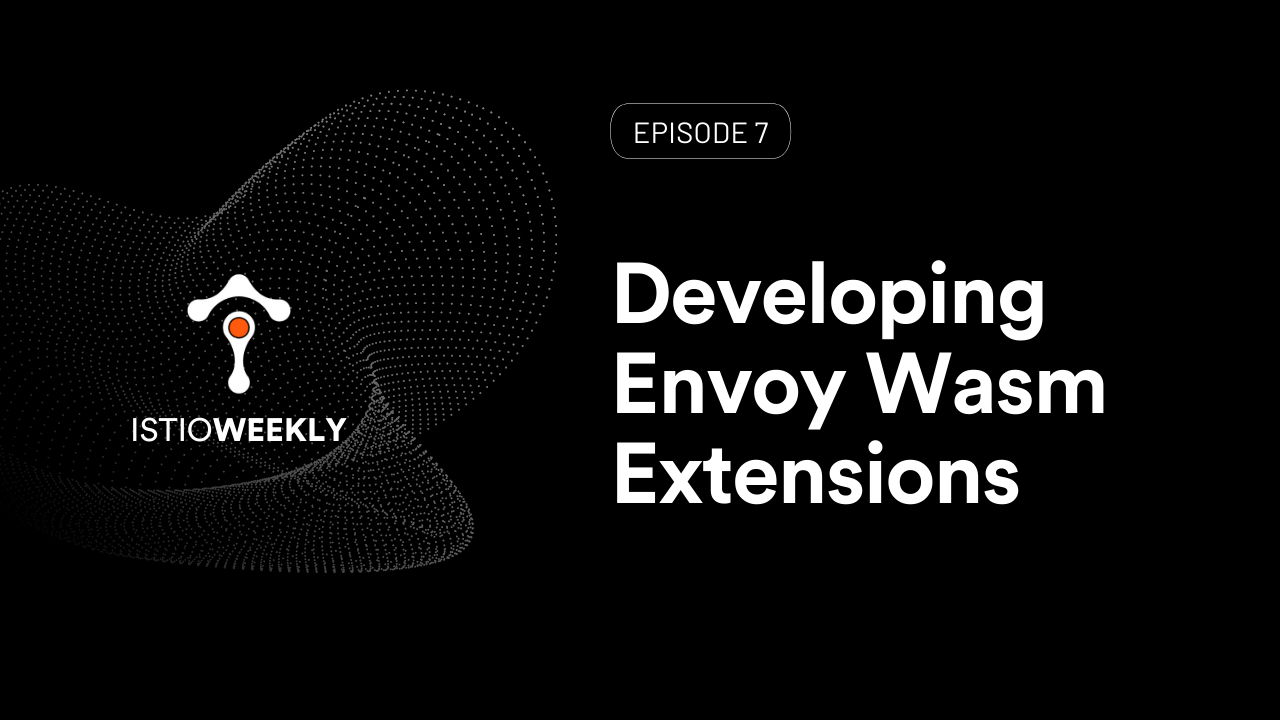 EPISODE 7
Developing
Envoy Wasm
Extensions
ISTIOWEEKLY